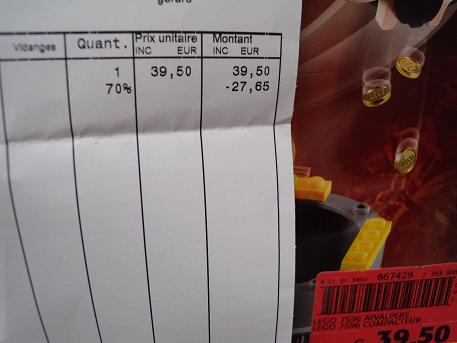 gérard
Vidanges Quant. Prix unitaire Montant
INC EUR INC EUR
1 39,50 39,50
70% -27,65
867429
LEGO 7596 AFVALPERS
LEGO 7596 COMPACTEUR
€ 39,50